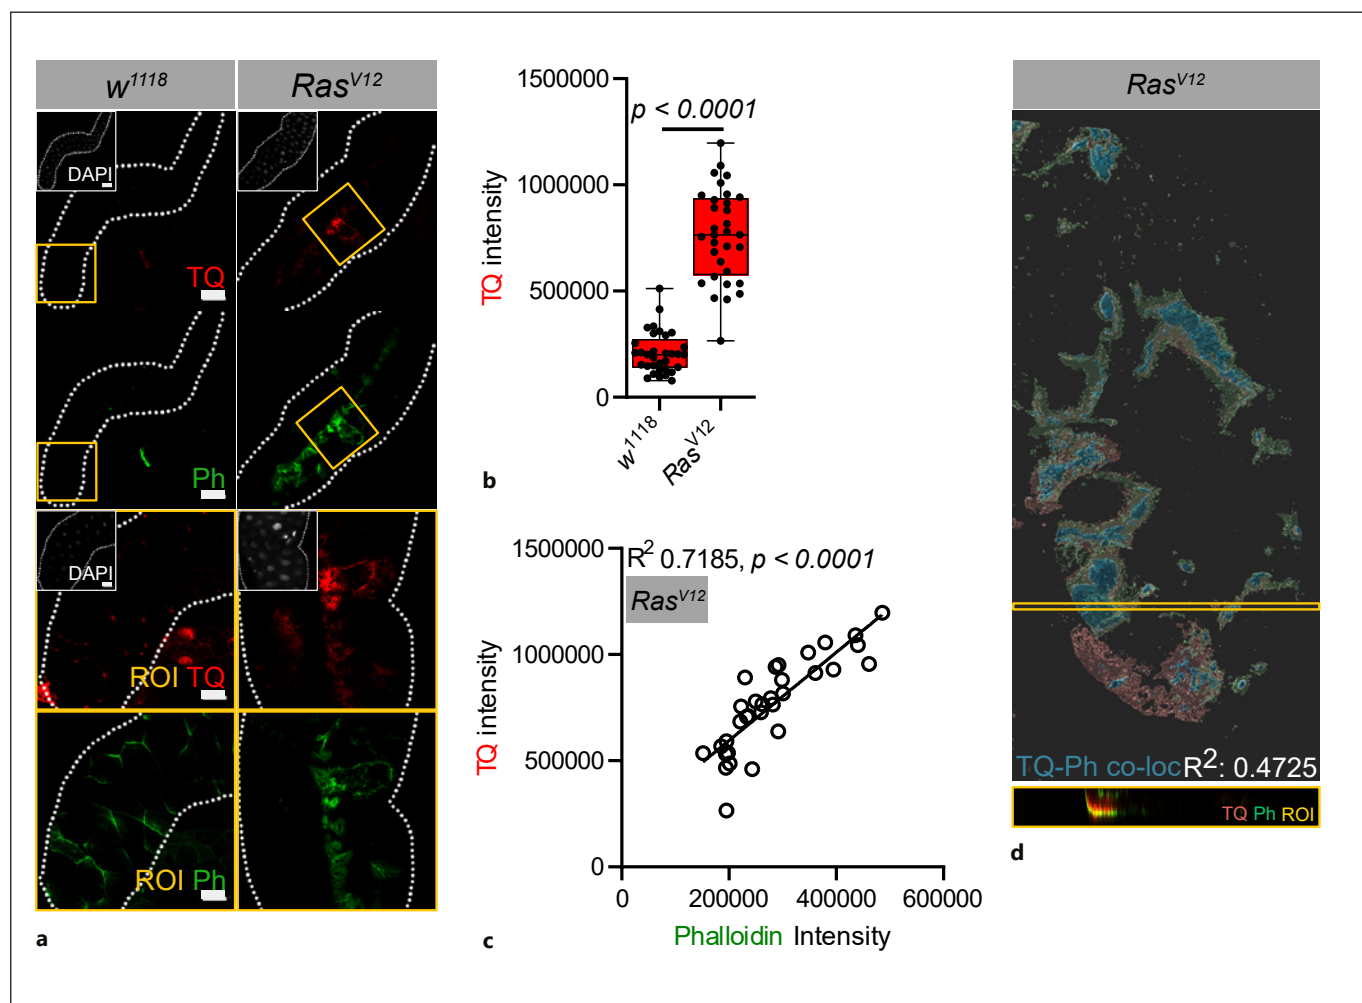 w1118
RasV12
DAPI
TQ
Ph
DAPI
ROI TQ
ROI Ph
a
1500000
1000000
500000
0
p < 0.0001
TQ intensity
w1118
RasV12
b
1500000
1000000
500000
0
R2 0.7185, p < 0.0001
RasV12
TQ intensity
0 200000 400000 600000
Phalloidin Intensity
c
RasV12
TQ-Ph co-loc R2: 0.4725
TQ Ph ROI
d